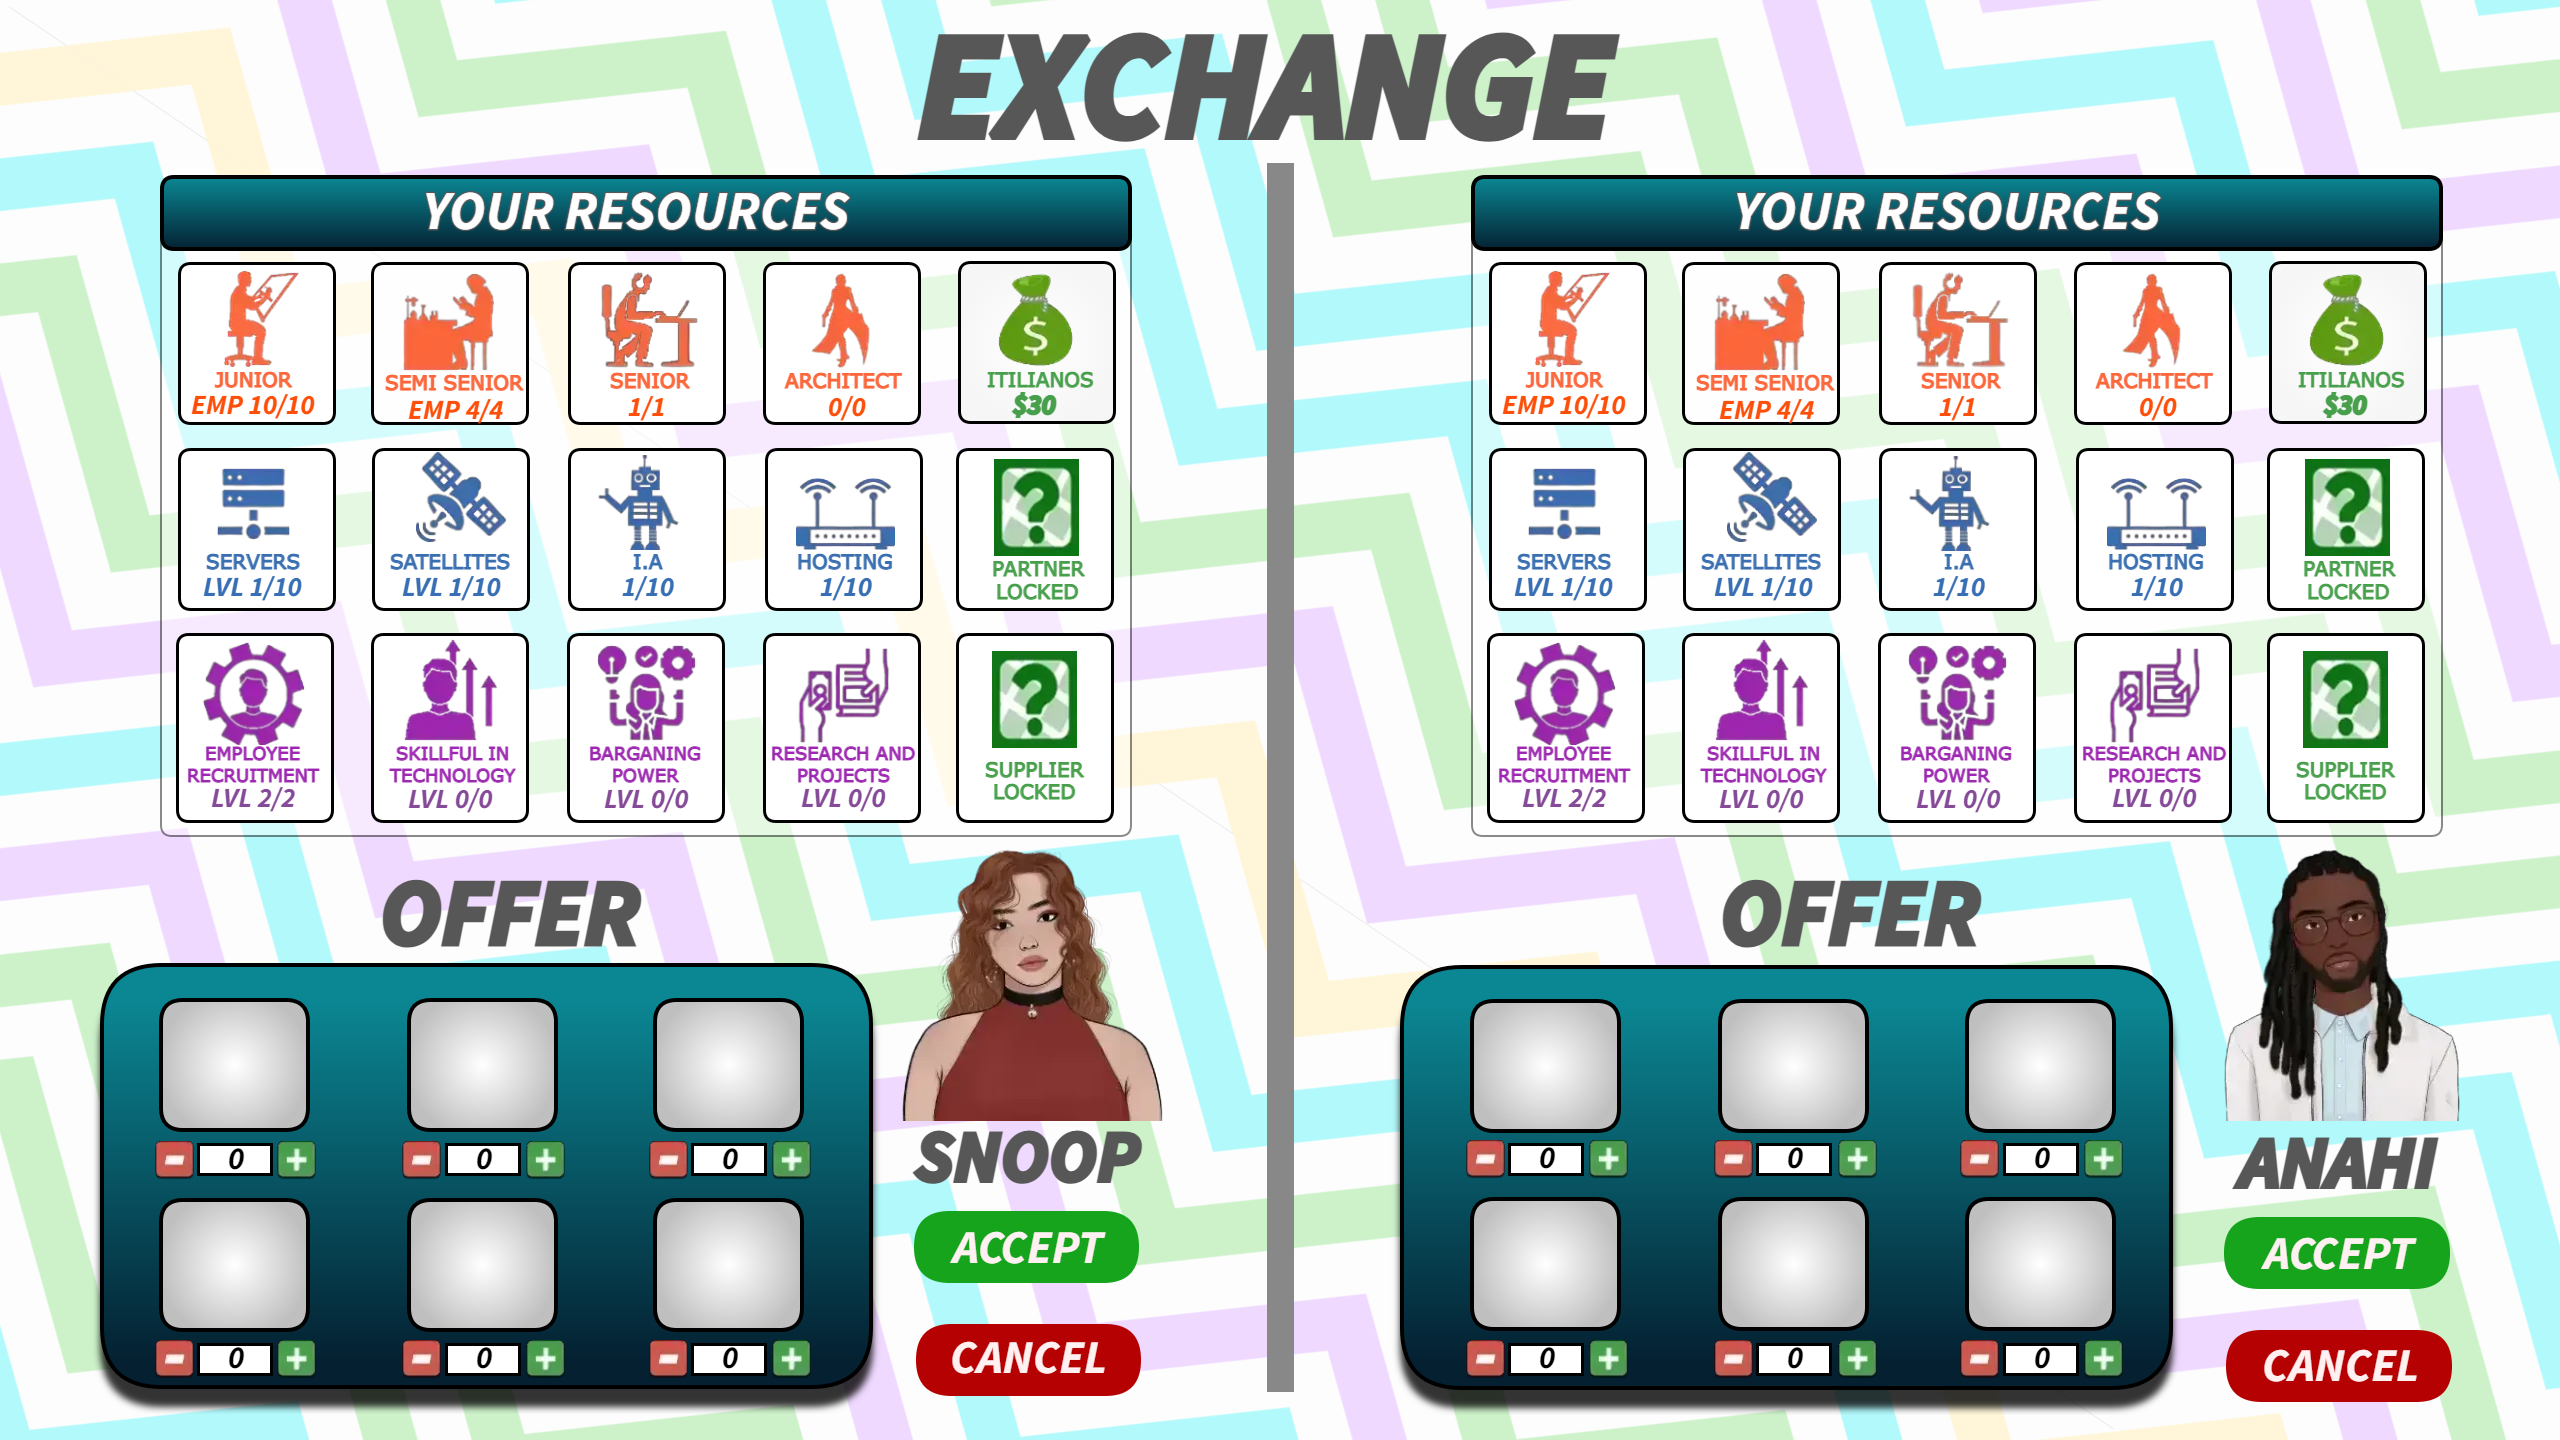 EXCHANGE
YOUR RESOURCES
JUNIOR
EMP 10/10
SEMI SENIOR
EMP 4/4
SENIOR
1/1
ARCHITECT
0/0
ITILIANOS
$30
SERVERS
LVL 1/10
SATELLITES
LVL 1/10
I.A
1/10
HOSTING
1/10
PARTNER
LOCKED
EMPLOYEE
RECRUITMENT
LVL 2/2
SKILLFUL IN
TECHNOLOGY
LVL 0/0
BARGANING
POWER
LVL 0/0
RESEARCH AND
PROJECTS
LVL 0/0
SUPPLIER
LOCKED
OFFER
0
0
0
0
0
0
SNOOP
ACCEPT
CANCEL
YOUR RESOURCES
JUNIOR
EMP 10/10
SEMI SENIOR
EMP 4/4
SENIOR
1/1
ARCHITECT
0/0
ITILIANOS
$30
SERVERS
LVL 1/10
SATELLITES
LVL 1/10
I.A
1/10
HOSTING
1/10
PARTNER
LOCKED
EMPLOYEE
RECRUITMENT
LVL 2/2
SKILLFUL IN
TECHNOLOGY
LVL 0/0
BARGANING
POWER
LVL 0/0
RESEARCH AND
PROJECTS
LVL 0/0
SUPPLIER
LOCKED
OFFER
0
0
0
0
0
0
ANAHI
ACCEPT
CANCEL